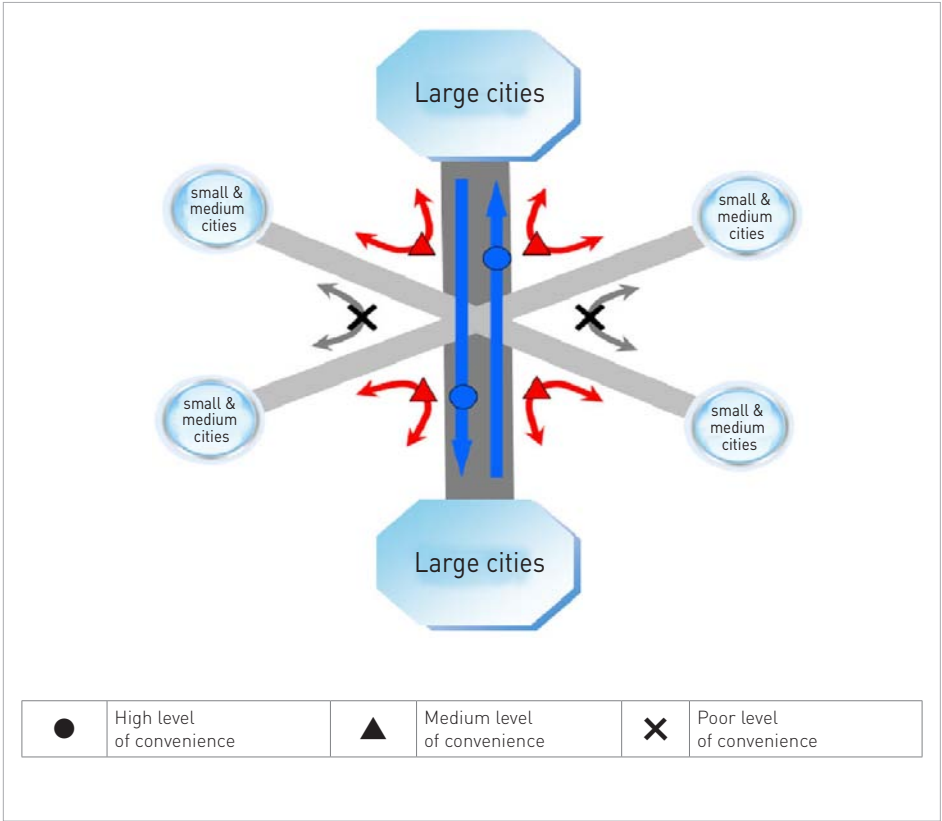 Large cities
small &
medium
cities
small &
medium
cities
small &
medium
cities
small &
medium
cities
Large cities
High level
of convenience
Medium level
of convenience
Poor level
of convenience